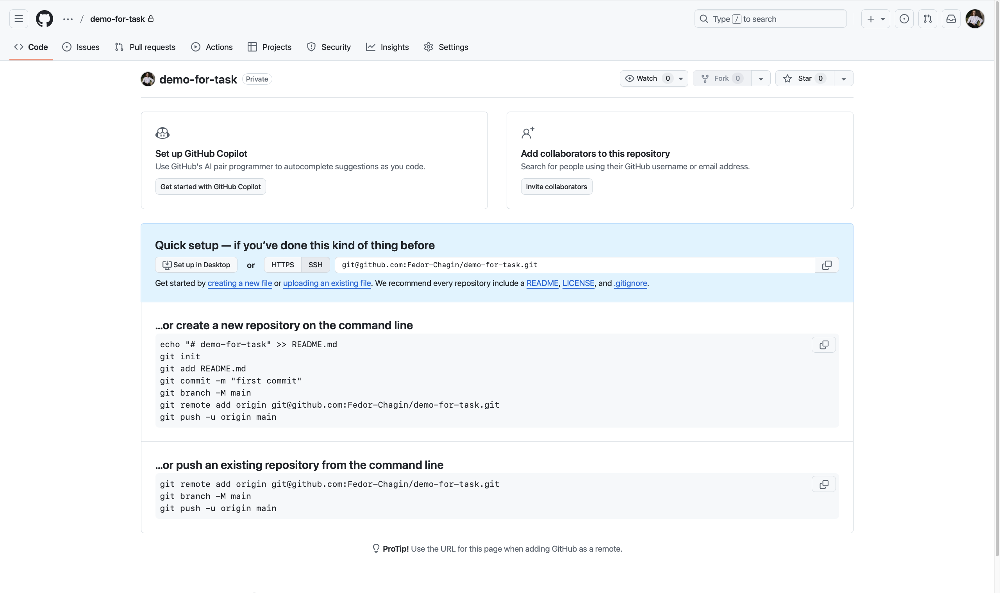 ... / demo-for-task
Type / to search
Code Issues Pull requests Actions Projects Security Insights Settings
demo-for-task Private
Watch 0 Fork 0 Star 0
Set up GitHub Copilot
Use GitHub's AI pair programmer to autocomplete suggestions as you code.
Get started with GitHub Copilot
Add collaborators to this repository
Search for people using their GitHub username or email address.
Invite collaborators
Quick setup — if you’ve done this kind of thing before
Set up in Desktop or HTTPS SSH git@github.com:Fedor-Chagin/demo-for-task.git
Get started by creating a new file or uploading an existing file. We recommend every repository include a README, LICENSE, and .gitignore.
…or create a new repository on the command line
echo "# demo-for-task" >> README.md
git init
git add README.md
git commit -m "first commit"
git branch -M main
git remote add origin git@github.com:Fedor-Chagin/demo-for-task.git
git push -u origin main
…or push an existing repository from the command line
git remote add origin git@github.com:Fedor-Chagin/demo-for-task.git
git branch -M main
git push -u origin main
ProTip! Use the URL for this page when adding GitHub as a remote.